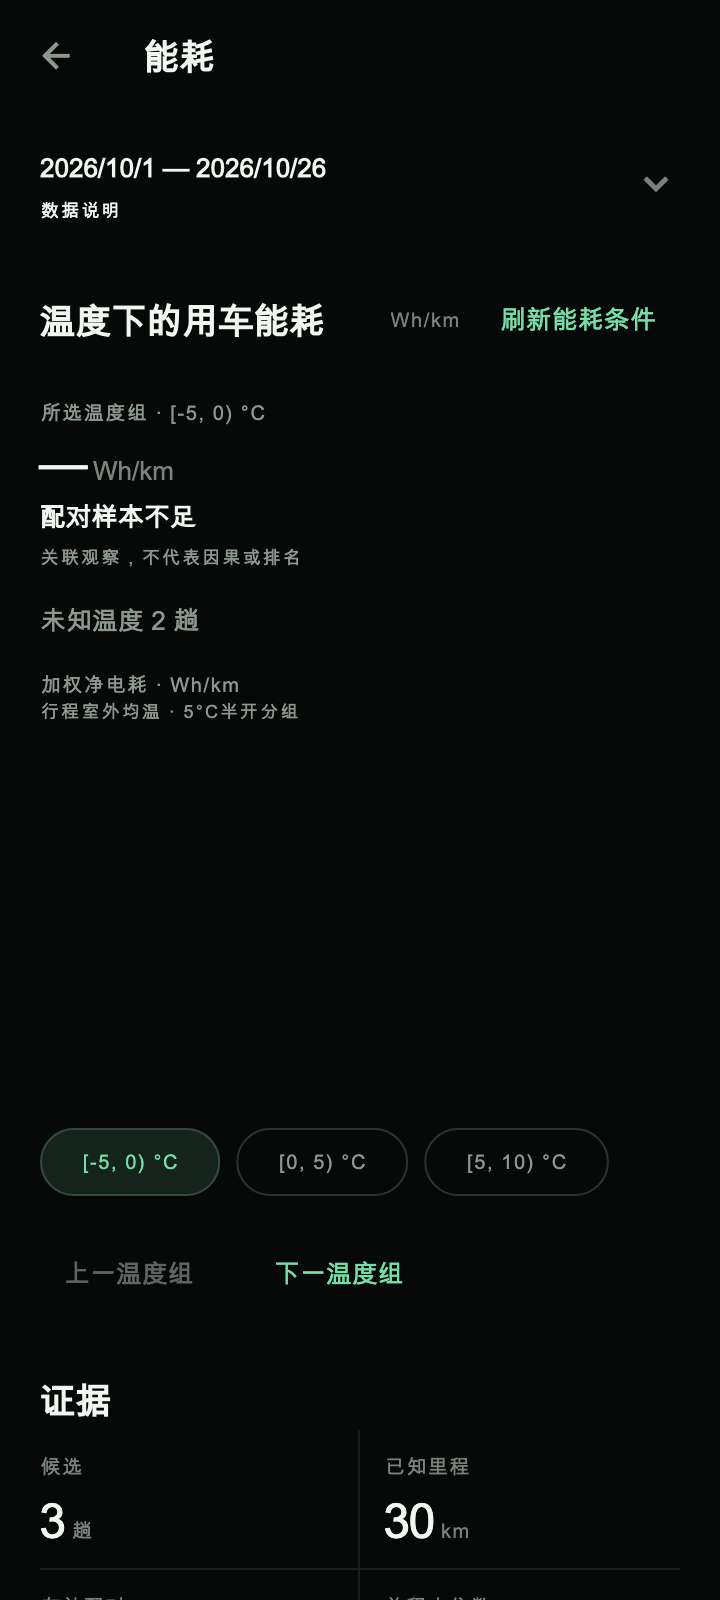 能耗
2026/10/1 — 2026/10/26
数据说明
温度下的用车能耗 Wh/km 刷新能耗条件
所选温度组 · [-5, 0) °C
— Wh/km
配对样本不足
关联观察，不代表因果或排名
未知温度 2 趟
加权净电耗 · Wh/km
行程室外均温 · 5°C半开分组
[-5, 0) °C [0, 5) °C [5, 10) °C
上一温度组 下一温度组
证据
候选 已知里程
3 趟 30 km